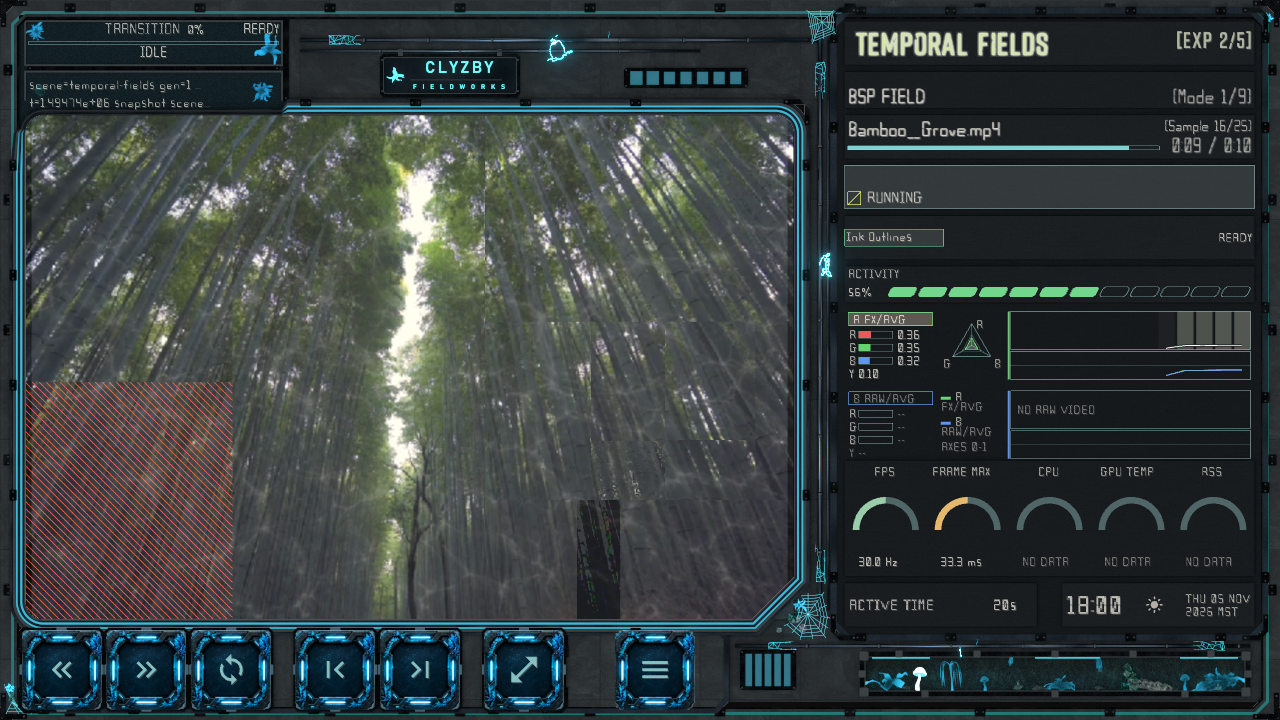 TRANSITION 0% READY
IDLE
scene=temporal-fields gen=1 ..
t=1.49474e+06 snapshot scene..
CLYZBY
FIELDWORKS
TEMPORAL FIELDS [EXP 2/5]
BSP FIELD (Mode 1/9)
Bamboo__Grove.mp4 (Sample 16/25)
0:09 / 0:10
RUNNING
Ink Outlines READY
ACTIVITY
56%
A FX/AVG
R 0.36
G 0.35
B 0.32
Y 0.10
R
G B
B RAW/AVG
R --
G --
B --
Y --
A
FX/AVG
B
RAW/AVG
AXES 0-1
NO RAW VIDEO
FPS FRAME MAX CPU GPU TEMP RSS
30.0 Hz 33.3 mS NO DATA NO DATA NO DATA
ACTIVE TIME 20s
18:00
THU 05 NOV
2026 MST